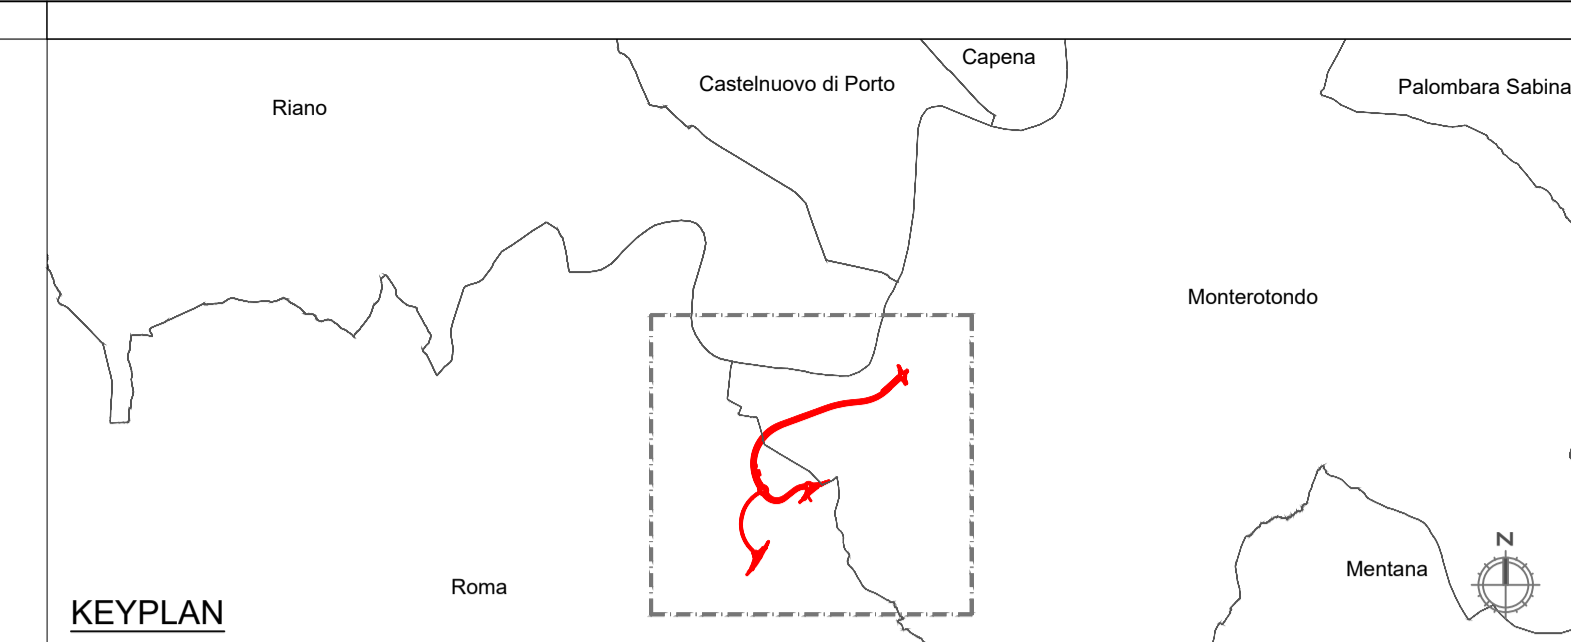 Capena
Castelnuovo di Porto
Palombara Sabina
Riano
Monterotondo
N
Mentana
Roma
KEYPLAN